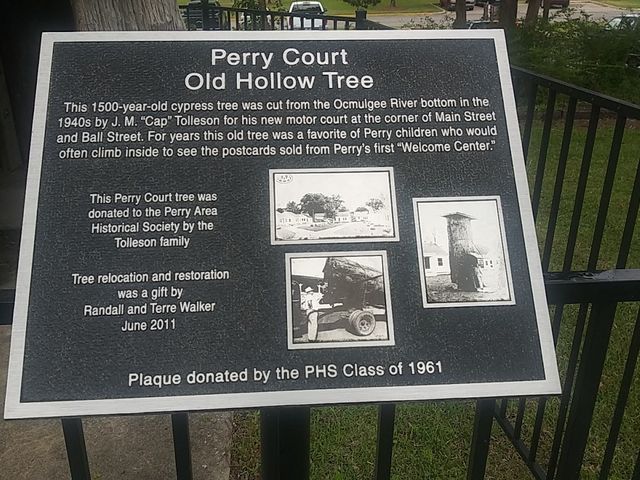 Perry Court
Old Hollow Tree
This 1500-year-old cypress tree was cut from the Ocmulgee River bottom in the
1940s by J. M. "Cap" Tolleson for his new motor court at the corner of Main Street
and Ball Street. For years this old tree was a favorite of Perry children who would
often climb inside to see the postcards sold from Perry's first "Welcome Center."
This Perry Court tree was
donated to the Perry Area
Historical Society by the
Tolleson family
Tree relocation and restoration
was a gift by
Randall and Terre Walker
June 2011
Plaque donated by the PHS Class of 1961